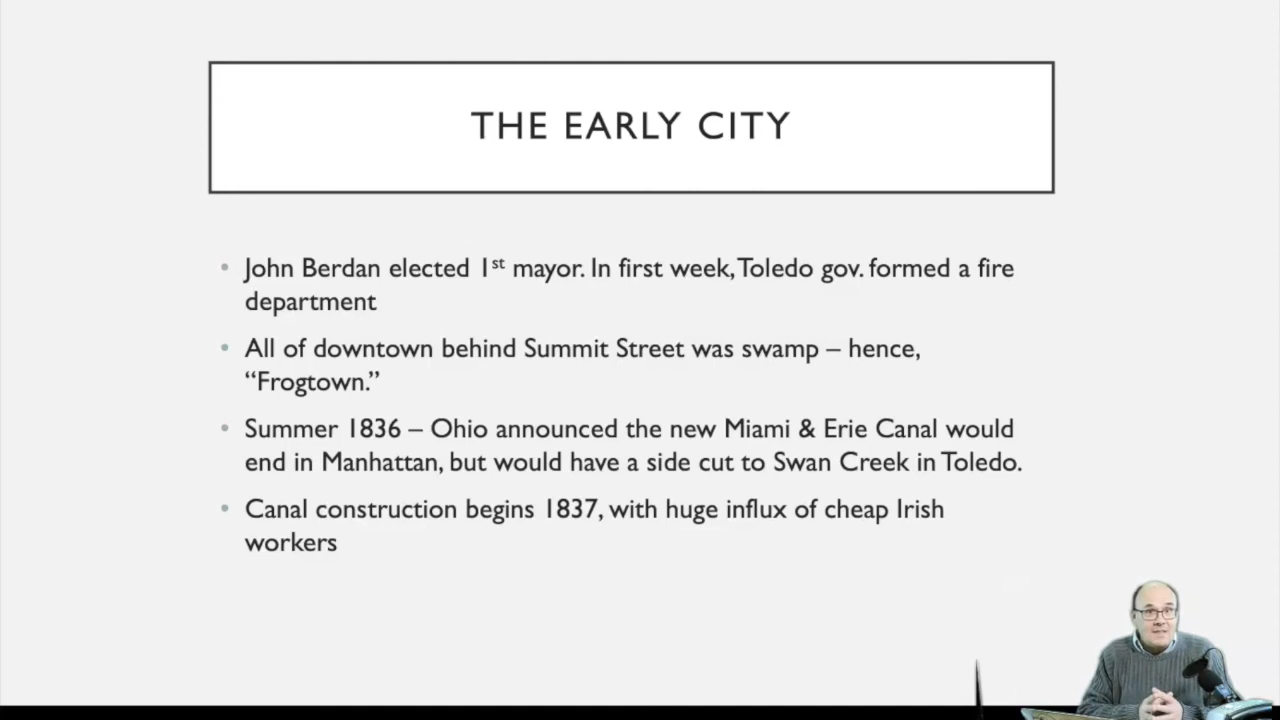 THE EARLY CITY
• John Berdan elected 1st mayor. In first week, Toledo gov. formed a fire
department
• All of downtown behind Summit Street was swamp – hence,
“Frogtown.”
• Summer 1836 – Ohio announced the new Miami & Erie Canal would
end in Manhattan, but would have a side cut to Swan Creek in Toledo.
• Canal construction begins 1837, with huge influx of cheap Irish
workers